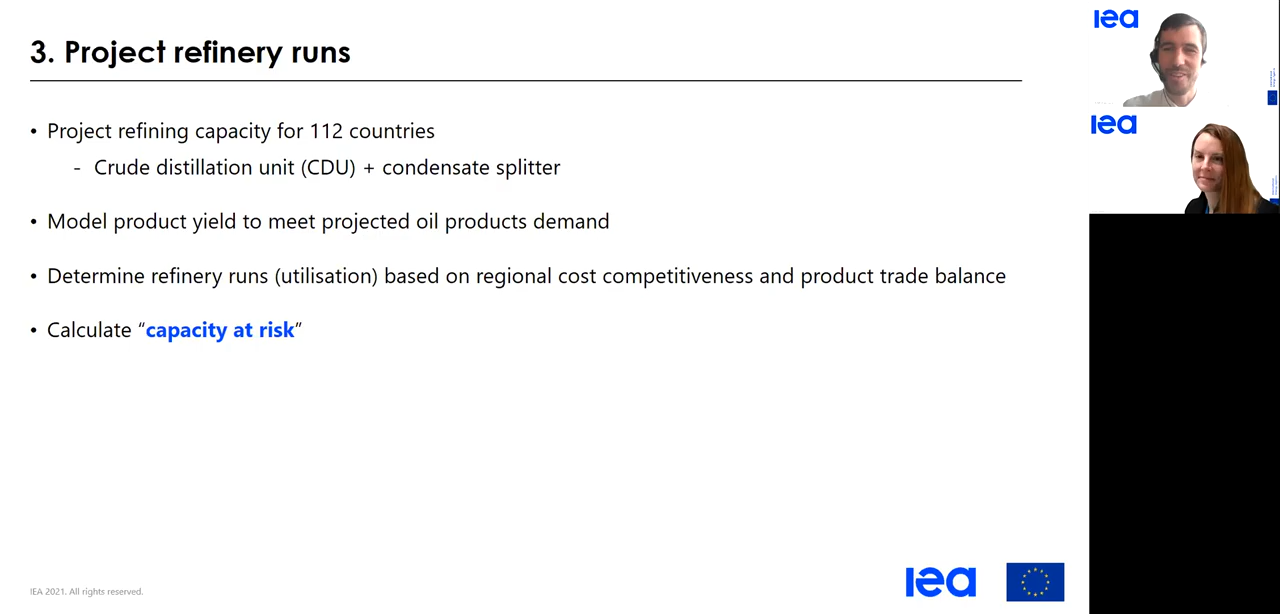 3. Project refinery runs
• Project refining capacity for 112 countries
- Crude distillation unit (CDU) + condensate splitter
• Model product yield to meet projected oil products demand
• Determine refinery runs (utilisation) based on regional cost competitiveness and product trade balance
• Calculate “capacity at risk”
IEA 2021. All rights reserved.
iea
iea
iea